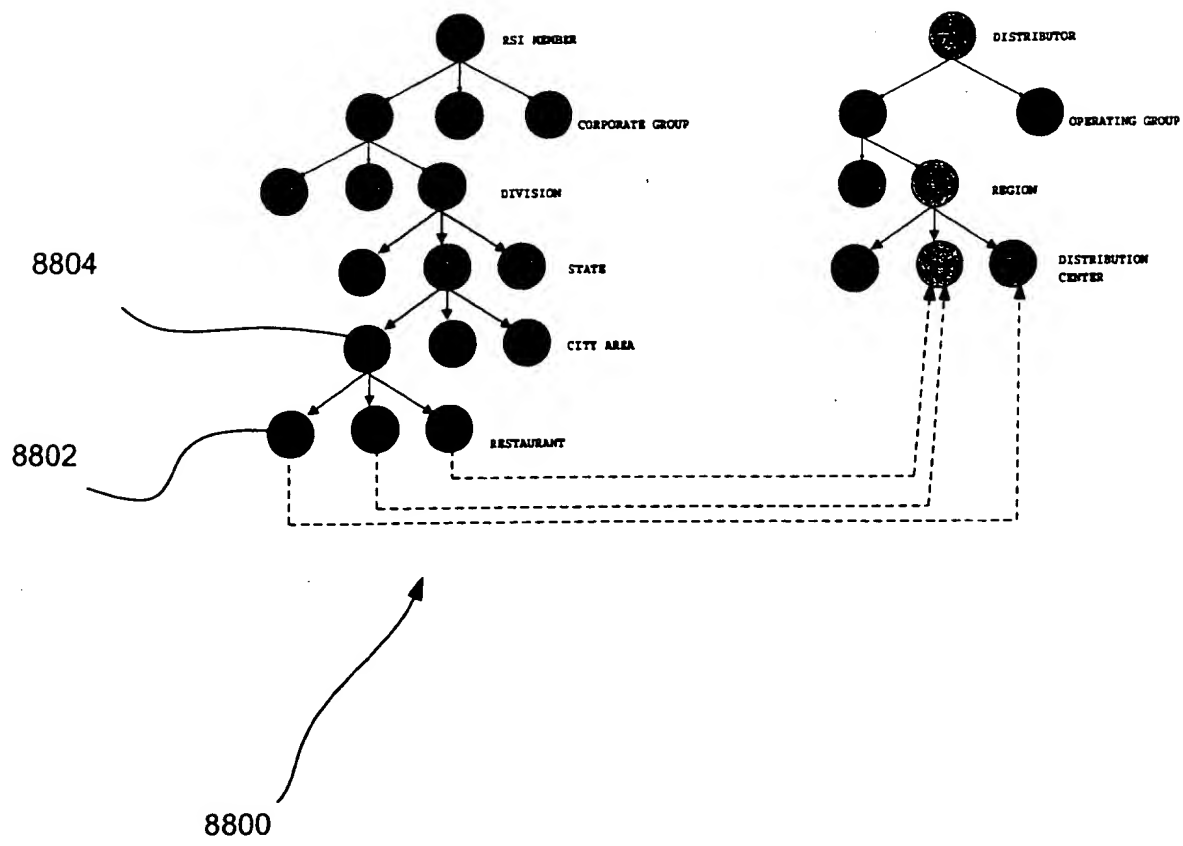 RSI MEMBER
DISTRIBUTOR
CORPORATE GROUP
OPERATING GROUP
DIVISION
REGION
8804
STATE
DISTRIBUTION
CENTER
CITY AREA
8802
RESTAURANT
8800